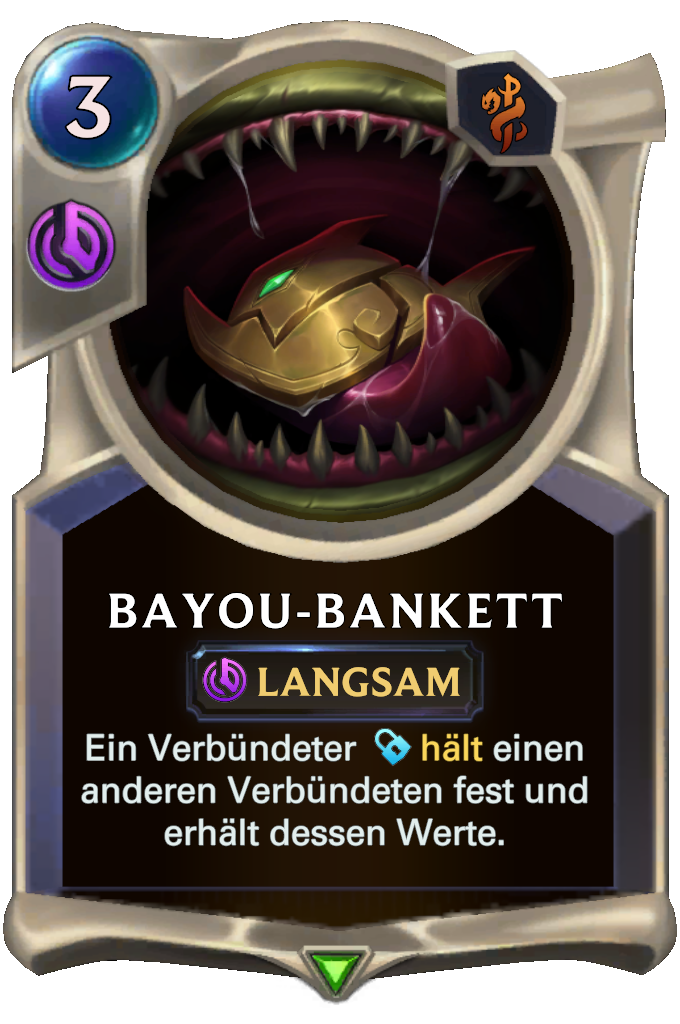 3
BAYOU-BANKETT
LANGSAM
Ein Verbündeter hält einen
anderen Verbündeten fest und
erhält dessen Werte.